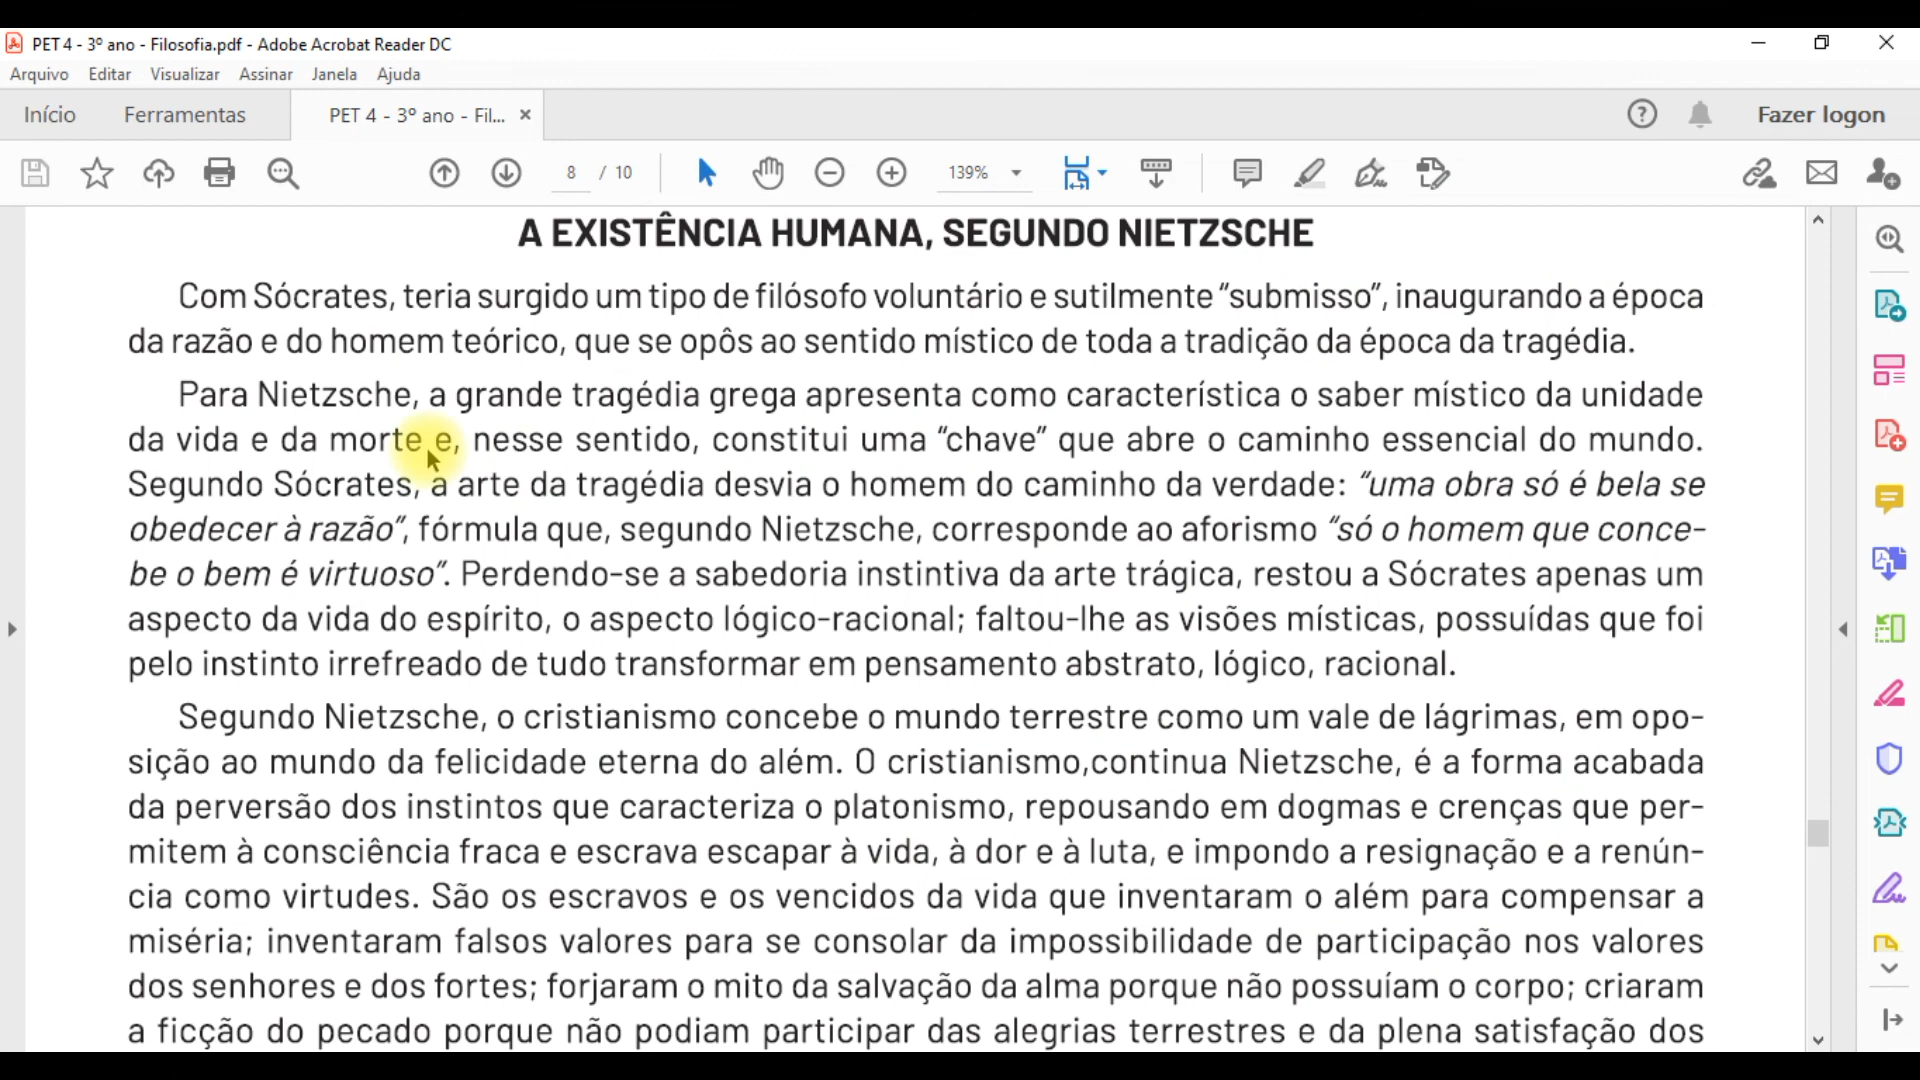 PET 4 - 3º ano - Filosofia.pdf - Adobe Acrobat Reader DC
Arquivo Editar Visualizar Assinar Janela Ajuda
Início Ferramentas PET 4 - 3º ano - Fil... Fazer logon
8 / 10 139%
A EXISTÊNCIA HUMANA, SEGUNDO NIETZSCHE
Com Sócrates, teria surgido um tipo de filósofo voluntário e sutilmente “submisso”, inaugurando a época
da razão e do homem teórico, que se opôs ao sentido místico de toda a tradição da época da tragédia.
Para Nietzsche, a grande tragédia grega apresenta como característica o saber místico da unidade
da vida e da morte e, nesse sentido, constitui uma “chave” que abre o caminho essencial do mundo.
Segundo Sócrates, a arte da tragédia desvia o homem do caminho da verdade: “uma obra só é bela se
obedecer à razão”, fórmula que, segundo Nietzsche, corresponde ao aforismo “só o homem que conce-
be o bem é virtuoso”. Perdendo-se a sabedoria instintiva da arte trágica, restou a Sócrates apenas um
aspecto da vida do espírito, o aspecto lógico-racional; faltou-lhe as visões místicas, possuídas que foi
pelo instinto irrefreado de tudo transformar em pensamento abstrato, lógico, racional.
Segundo Nietzsche, o cristianismo concebe o mundo terrestre como um vale de lágrimas, em opo-
sição ao mundo da felicidade eterna do além. O cristianismo,continua Nietzsche, é a forma acabada
da perversão dos instintos que caracteriza o platonismo, repousando em dogmas e crenças que per-
mitem à consciência fraca e escrava escapar à vida, à dor e à luta, e impondo a resignação e a renún-
cia como virtudes. São os escravos e os vencidos da vida que inventaram o além para compensar a
miséria; inventaram falsos valores para se consolar da impossibilidade de participação nos valores
dos senhores e dos fortes; forjaram o mito da salvação da alma porque não possuíam o corpo; criaram
a ficção do pecado porque não podiam participar das alegrias terrestres e da plena satisfação dos